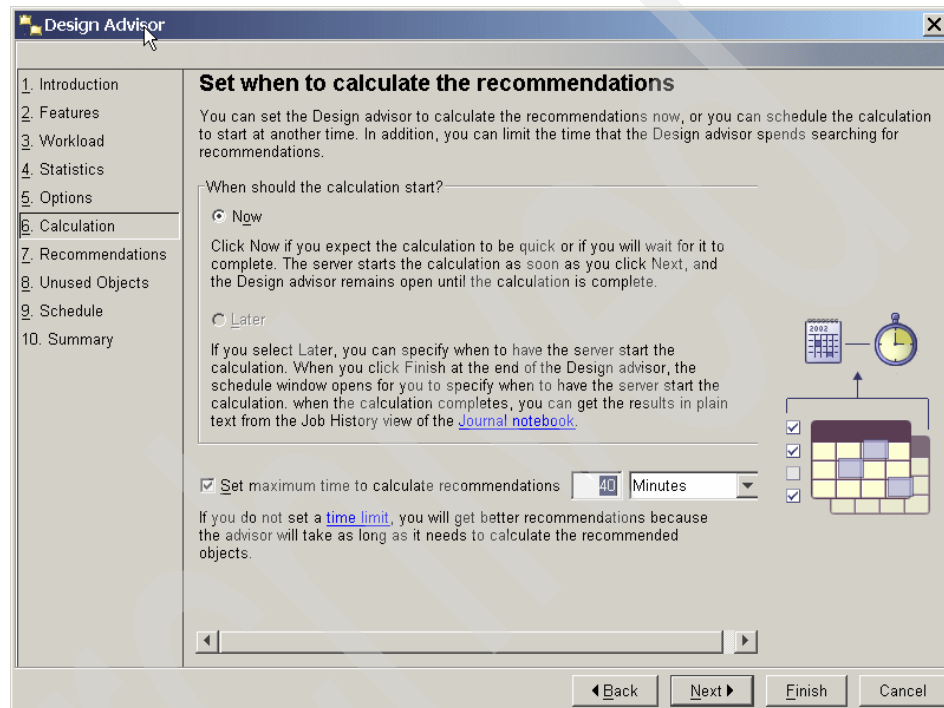 Design Advisor
1. Introduction
2. Features
3. Workload
4. Statistics
5. Options
6. Calculation
7. Recommendations
8. Unused Objects
9. Schedule
10. Summary
Set when to calculate the recommendations
You can set the Design advisor to calculate the recommendations now, or you can schedule the calculation
to start at another time. In addition, you can limit the time that the Design advisor spends searching for
recommendations.
When should the calculation start?
Now
Click Now if you expect the calculation to be quick or if you will wait for it to
complete. The server starts the calculation as soon as you click Next, and
the Design advisor remains open until the calculation is complete.
Later
If you select Later, you can specify when to have the server start the
calculation. When you click Finish at the end of the Design advisor, the
schedule window opens for you to specify when to have the server start the
calculation. when the calculation completes, you can get the results in plain
text from the Job History view of the Journal notebook.
2002
Set maximum time to calculate recommendations 40 Minutes
If you do not set a time limit, you will get better recommendations because
the advisor will take as long as it needs to calculate the recommended
objects.
Back Next Finish Cancel